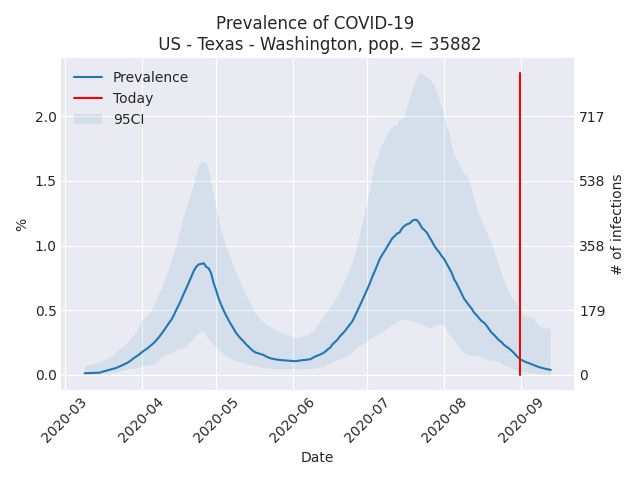 Prevalence of COVID-19
US - Texas - Washington, pop. = 35882
Prevalence
Today
95CI
%
2.0
1.5
1.0
0.5
0.0
717
538
358
179
0
# of infections
2020-03
2020-04
2020-05
2020-06
2020-07
2020-08
2020-09
Date